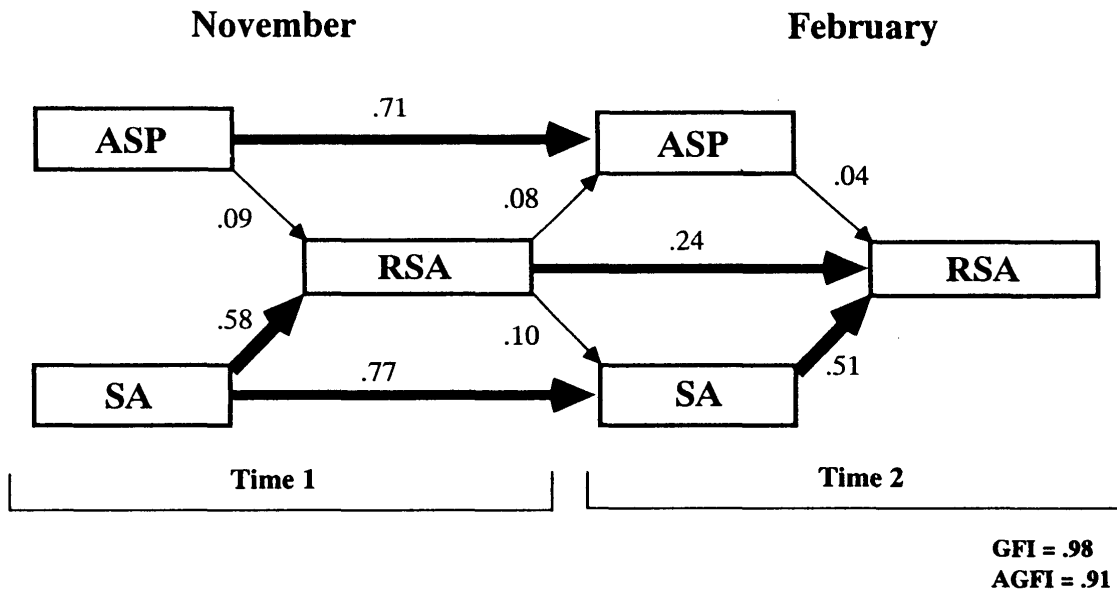 November
February
ASP
.71
ASP
.09
.08
.04
RSA
.24
RSA
.58
.10
SA
.77
SA
.51
Time 1
Time 2
GFI = .98
AGFI = .91